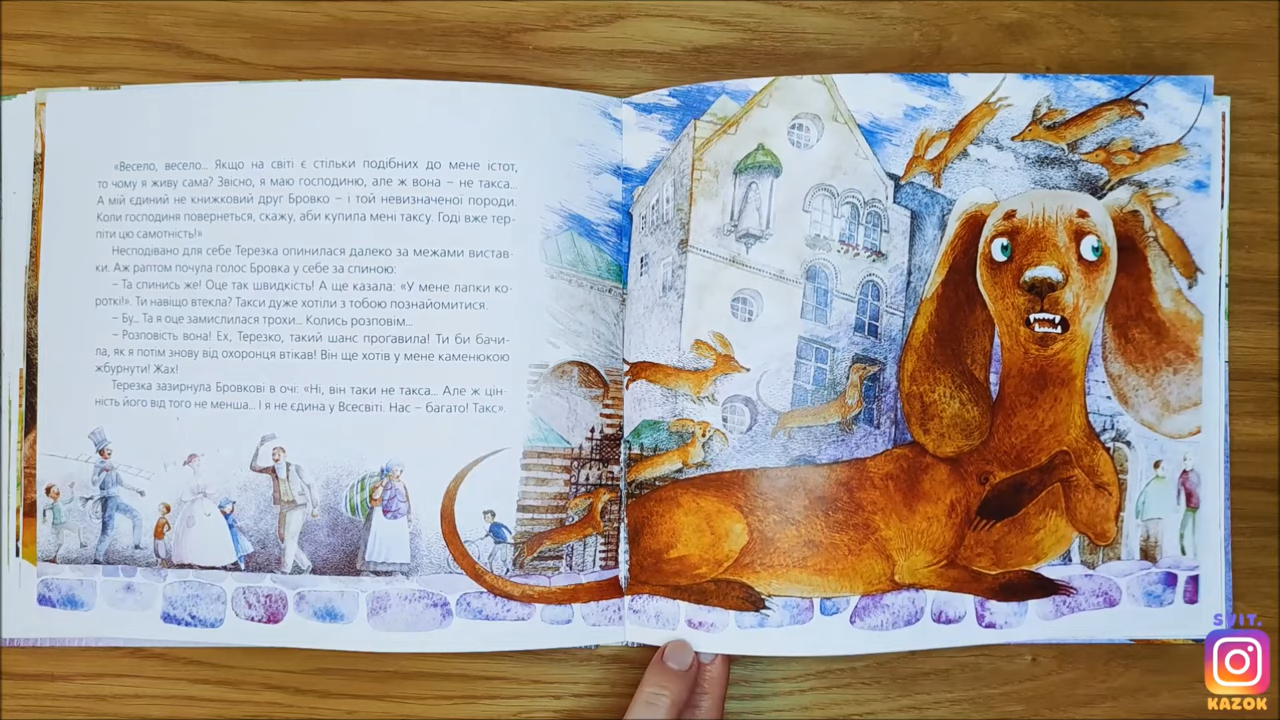 «Весело, весело... Якщо на світі є стільки подібних до мене істот,
то чому я живу сама? Звісно, я маю господиню, але ж вона – не такса...
А мій єдиний не книжковий друг Бровко – і той невизначеної породи.
Коли господиня повернеться, скажу, аби купила мені таксу. Годі вже тер-
піти цю самотність!»
Несподівано для себе Терезка опинилася далеко за межами вистав-
ки. Аж раптом почула голос Бровка у себе за спиною:
– Та спинись же! Оце так швидкість! А ще казала: «У мене лапки ко-
роткі!». Ти навіщо втекла? Такси дуже хотіли з тобою познайомитися.
– Бу... Та я оце замислилася трохи... Колись розповім...
– Розповість вона! Ех, Терезко, такий шанс проґавила! Ти би бачи-
ла, як я потім знову від охоронця втікав! Він ще хотів у мене каменюкою
жбурнути! Жах!
Терезка зазирнула Бровкові в очі: «Ні, він таки не такса... Але ж цін-
ність його від того не менша... І я не єдина у Всесвіті. Нас – багато! Такс».
SVIT.
KAZOK